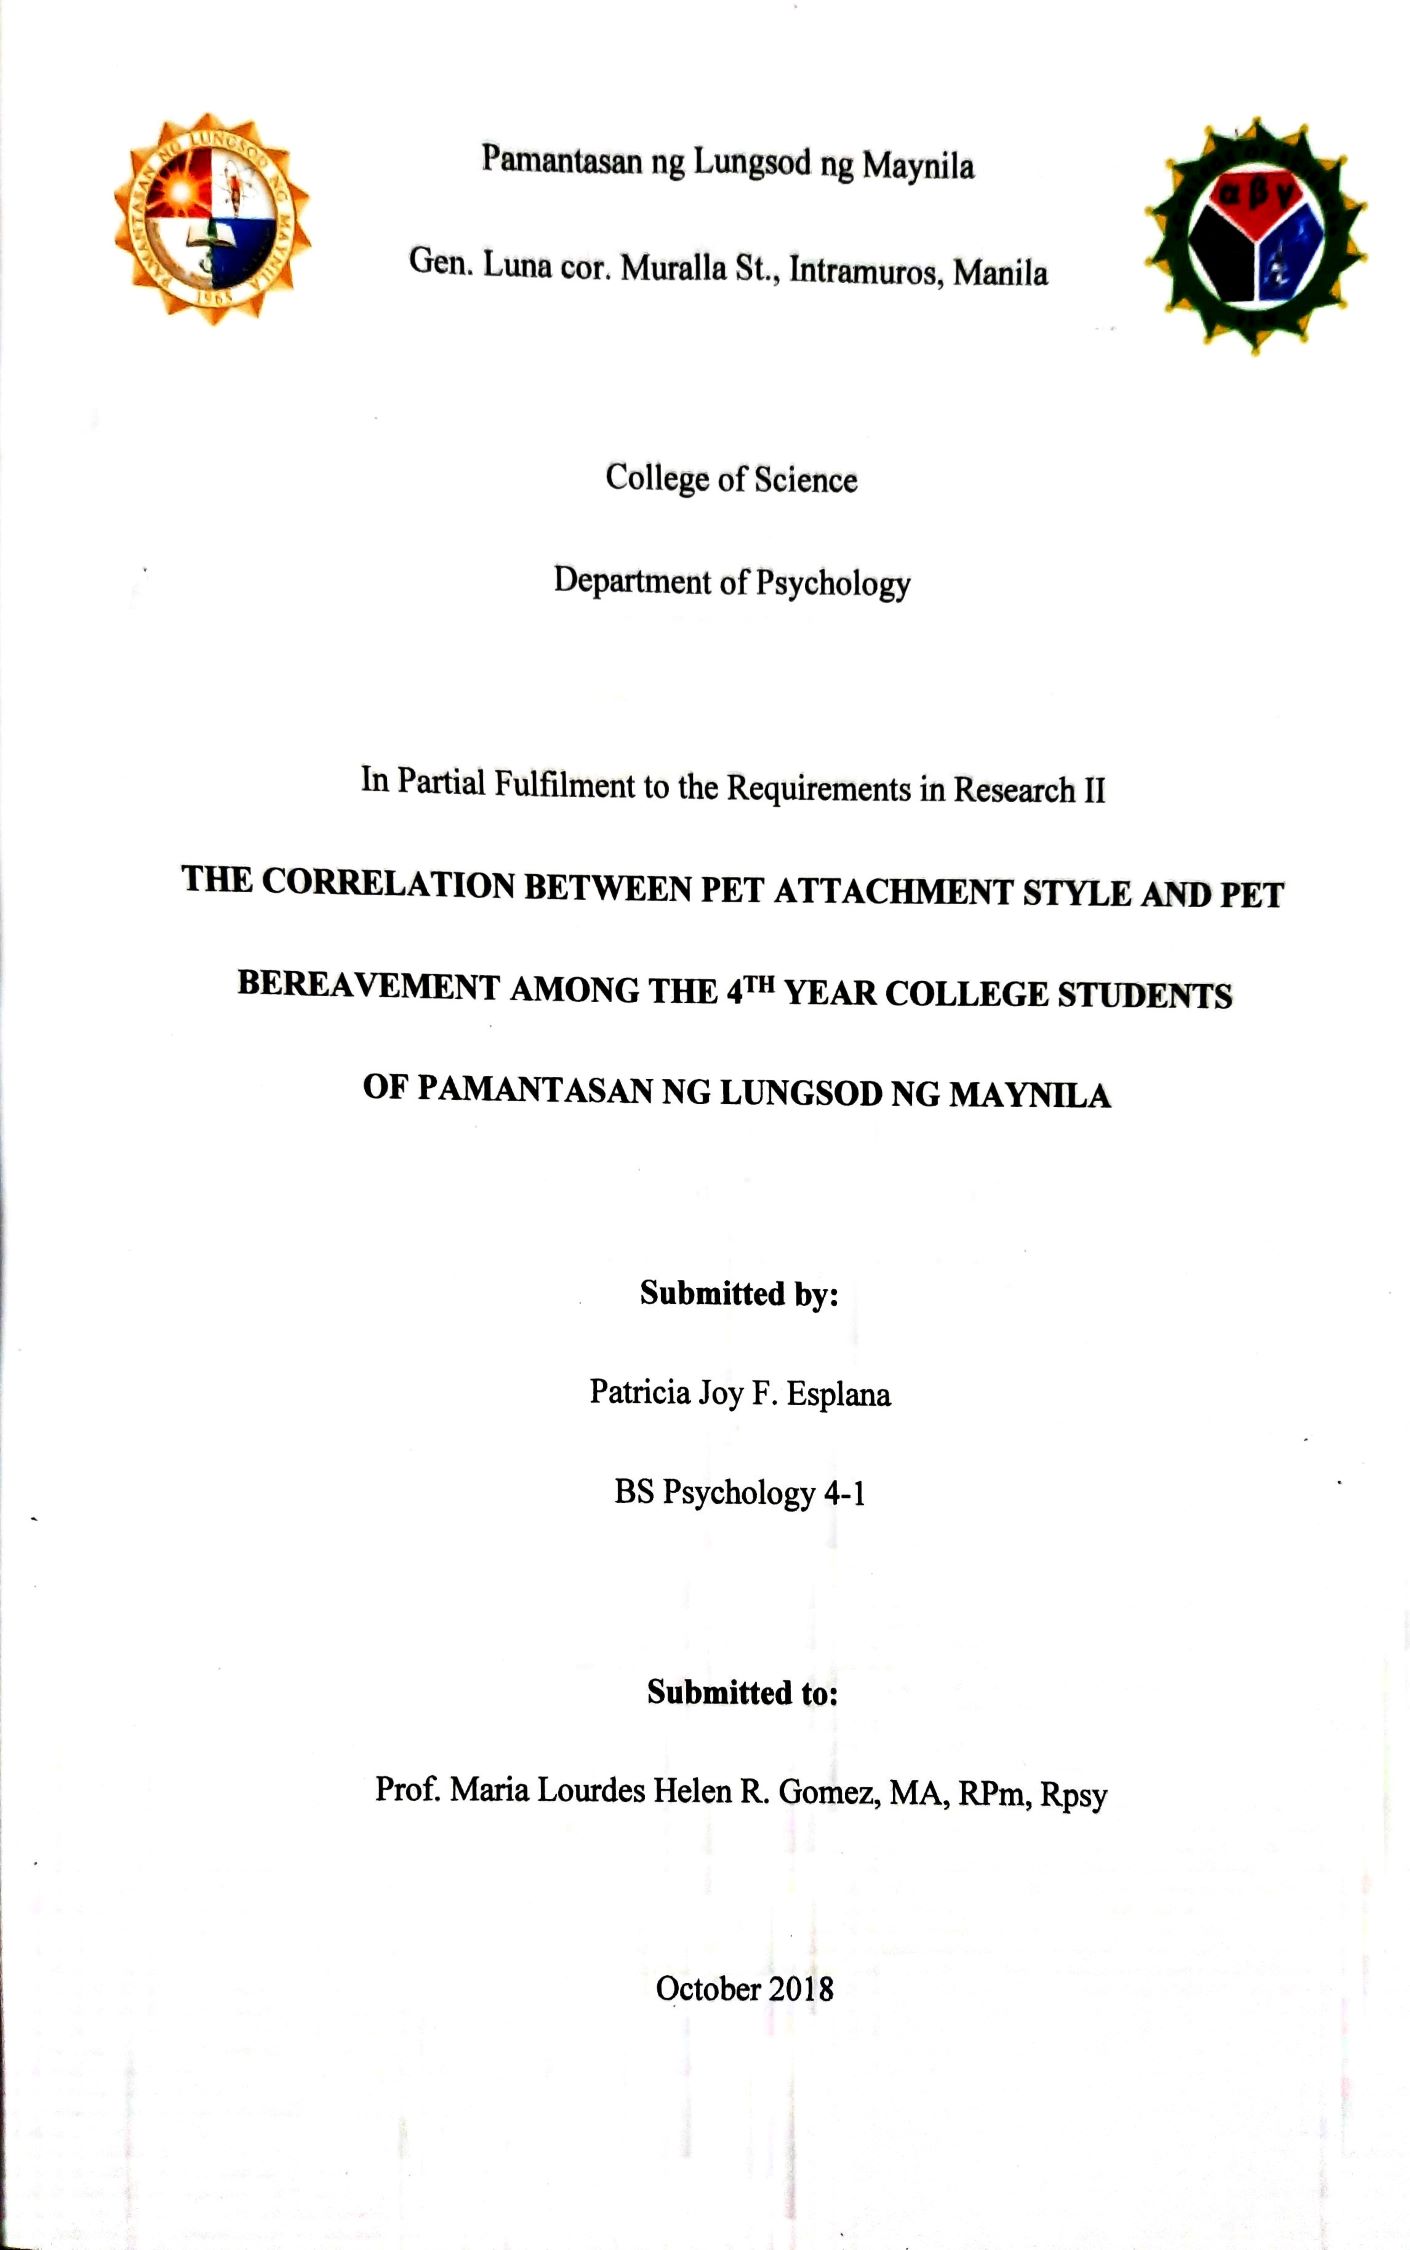 Pamantasan ng Lungsod ng Maynila
Gen. Luna cor. Muralla St., Intramuros, Manila
PAMANTASAN NG LUNGSOD NG MAYNILA
1965
α β γ
College of Science
Department of Psychology
In Partial Fulfilment to the Requirements in Research II
THE CORRELATION BETWEEN PET ATTACHMENT STYLE AND PET
BEREAVEMENT AMONG THE 4TH YEAR COLLEGE STUDENTS
OF PAMANTASAN NG LUNGSOD NG MAYNILA
Submitted by:
Patricia Joy F. Esplana
BS Psychology 4-1
Submitted to:
Prof. Maria Lourdes Helen R. Gomez, MA, RPm, Rpsy
October 2018